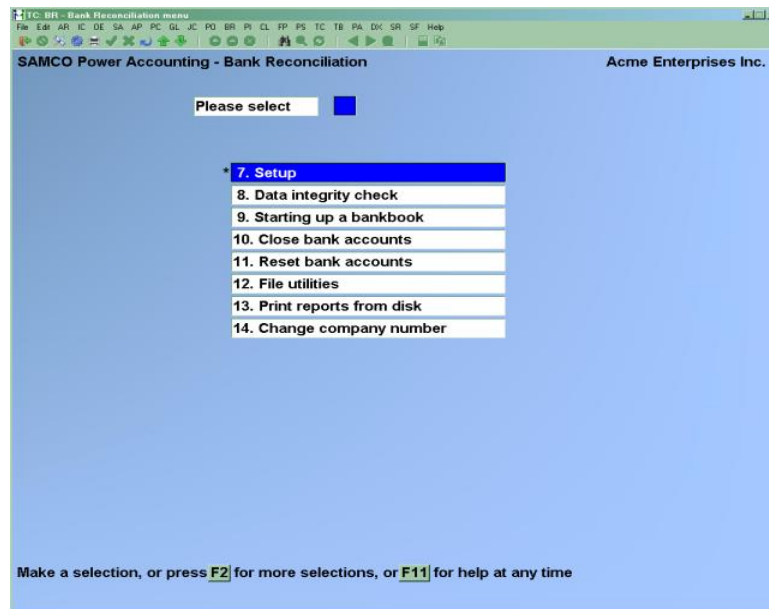 TC: BR - Bank Reconciliation menu
File Edit AR IC OE SA AP PC GL JC PO BR PI CL FP PS TC TB PA DX SR SF Help
SAMCO Power Accounting - Bank Reconciliation Acme Enterprises Inc.
Please select
* 7. Setup
8. Data integrity check
9. Starting up a bankbook
10. Close bank accounts
11. Reset bank accounts
12. File utilities
13. Print reports from disk
14. Change company number
Make a selection, or press F2 for more selections, or F11 for help at any time